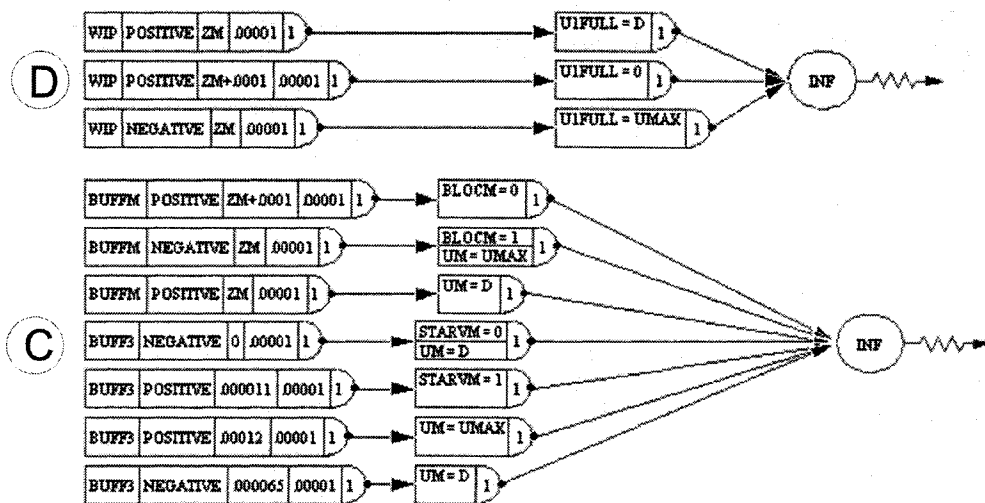 D
WIP POSITIVE ZM .00001 1
U1FULL = D 1
WIP POSITIVE ZM+.0001 .00001 1
U1FULL = 0 1
INF
WIP NEGATIVE ZM .00001 1
U1FULL = UMAX 1
C
BUFFM POSITIVE ZM+.0001 .00001 1
BLOCM = 0 1
BUFFM NEGATIVE ZM .00001 1
BLOCM = 1
UM = UMAX 1
BUFFM POSITIVE ZM .00001 1
UM = D 1
BUFF3 NEGATIVE 0 .00001 1
STARVM = 0
UM = D 1
INF
BUFF3 POSITIVE .000011 .00001 1
STARVM = 1 1
BUFF3 POSITIVE .00012 .00001 1
UM = UMAX 1
BUFF3 NEGATIVE .000065 .00001 1
UM = D 1